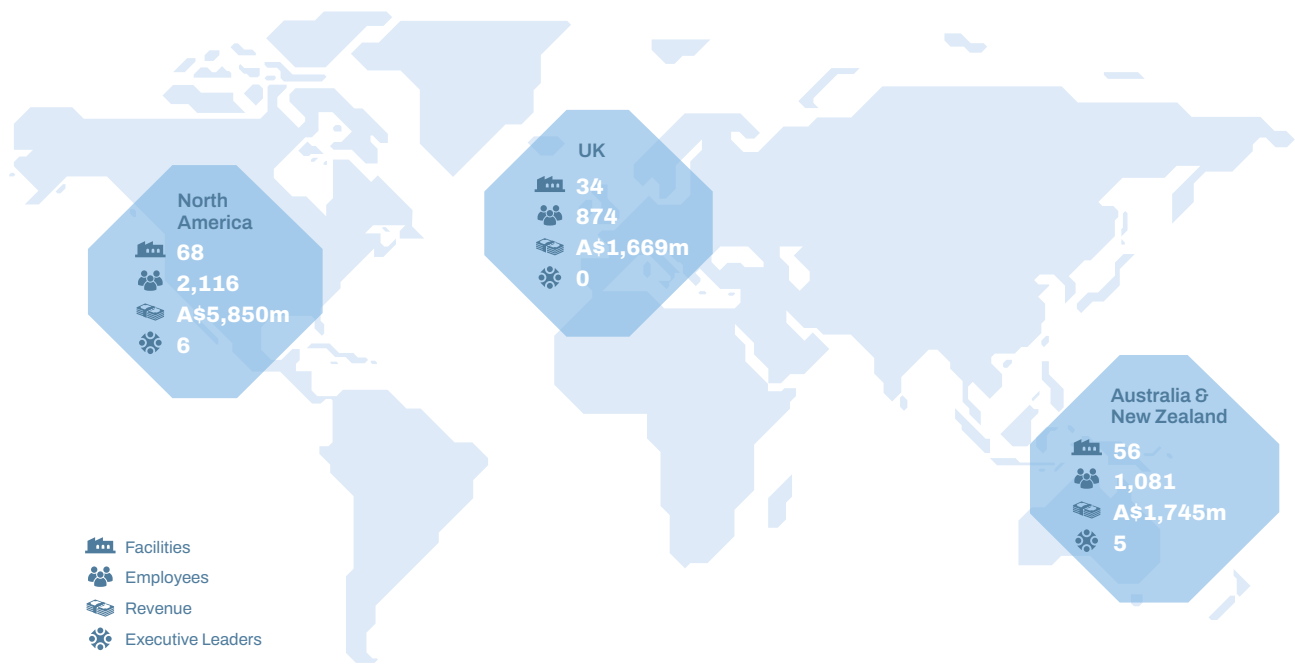 UK
34
874
A$1,669m
0
North
America
68
2,116
A$5,850m
6
Australia &
New Zealand
56
1,081
A$1,745m
5
Facilities
Employees
Revenue
Executive Leaders